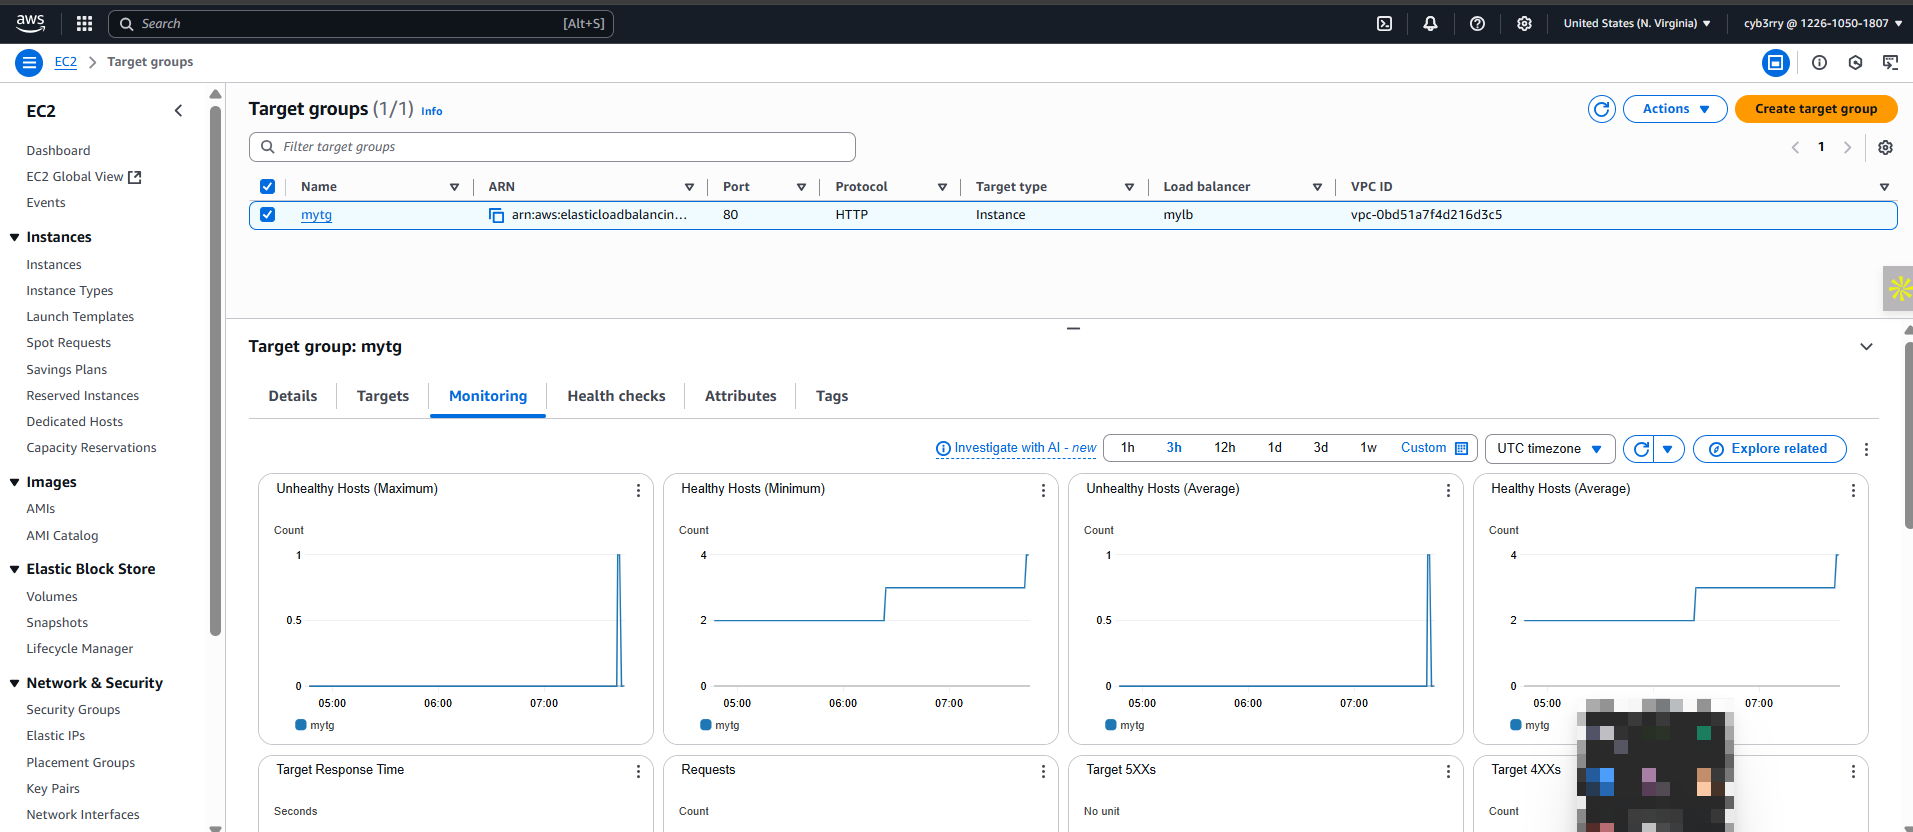 aws
Search [Alt+S]
United States (N. Virginia)
cyb3rry @ 1226-1050-1807
EC2
Target groups
EC2
Dashboard
EC2 Global View
Events
Instances
Instances
Instance Types
Launch Templates
Spot Requests
Savings Plans
Reserved Instances
Dedicated Hosts
Capacity Reservations
Images
AMIs
AMI Catalog
Elastic Block Store
Volumes
Snapshots
Lifecycle Manager
Network & Security
Security Groups
Elastic IPs
Placement Groups
Key Pairs
Network Interfaces
Target groups (1/1) Info
Actions
Create target group
Filter target groups
1
Name ARN Port Protocol Target type Load balancer VPC ID
mytg arn:aws:elasticloadbalancin... 80 HTTP Instance mylb vpc-0bd51a7f4d216d3c5
Target group: mytg
Details Targets Monitoring Health checks Attributes Tags
Investigate with AI - new 1h 3h 12h 1d 3d 1w Custom UTC timezone Explore related
Unhealthy Hosts (Maximum)
Count
1
0.5
0
05:00 06:00 07:00
mytg
Healthy Hosts (Minimum)
Count
4
2
0
05:00 06:00 07:00
mytg
Unhealthy Hosts (Average)
Count
1
0.5
0
05:00 06:00 07:00
mytg
Healthy Hosts (Average)
Count
4
2
0
05:00 07:00
mytg
Target Response Time
Seconds
Requests
Count
Target 5XXs
No unit
Target 4XXs
Count